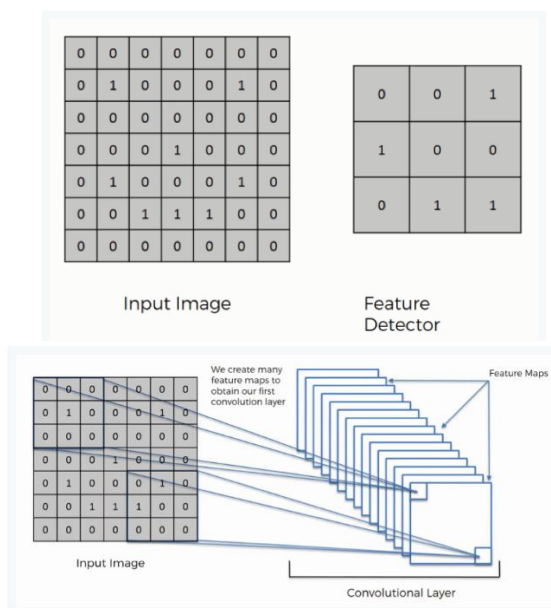 0 0 0 0 0 0 0
0 1 0 0 0 1 0
0 0 0 0 0 0 0
0 0 0 1 0 0 0
0 1 0 0 0 1 0
0 0 1 1 1 0 0
0 0 0 0 0 0 0
Input Image
0 0 1
1 0 0
0 1 1
Feature
Detector
We create many
feature maps to
obtain our first
convolution layer
Feature Maps
0 0 0 0 0 0 0
0 1 0 0 0 1 0
0 0 0 0 0 0 0
0 0 0 1 0 0 0
0 1 0 0 0 1 0
0 0 1 1 1 0 0
0 0 0 0 0 0 0
Input Image
Convolutional Layer